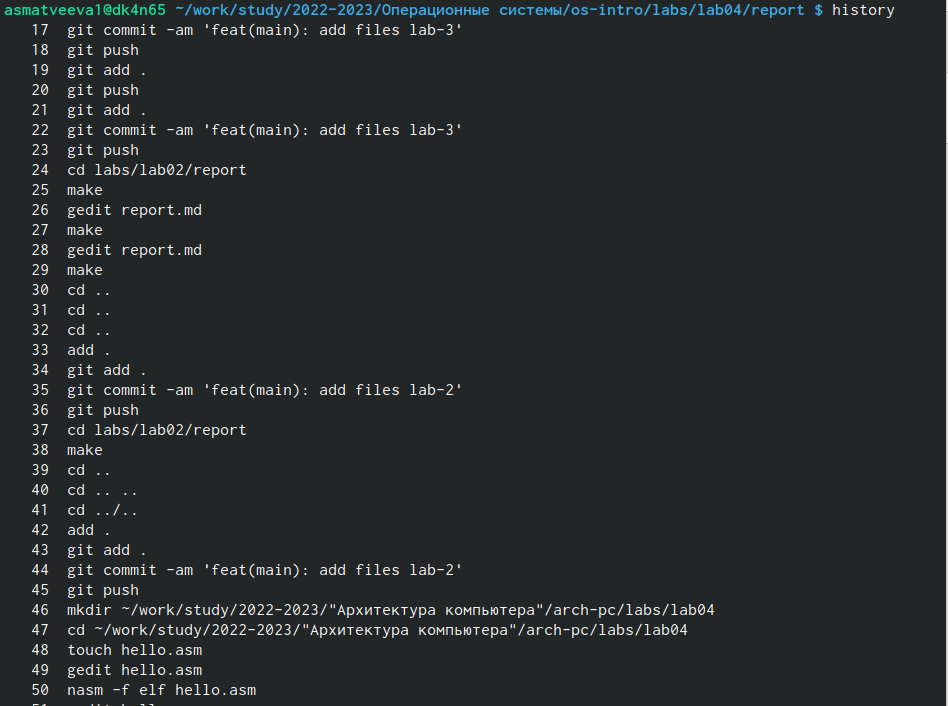 asmatveeva1@dk4n65 ~/work/study/2022-2023/Операционные системы/os-intro/labs/lab04/report $ history
17 git commit -am 'feat(main): add files lab-3'
18 git push
19 git add .
20 git push
21 git add .
22 git commit -am 'feat(main): add files lab-3'
23 git push
24 cd labs/lab02/report
25 make
26 gedit report.md
27 make
28 gedit report.md
29 make
30 cd ..
31 cd ..
32 cd ..
33 add .
34 git add .
35 git commit -am 'feat(main): add files lab-2'
36 git push
37 cd labs/lab02/report
38 make
39 cd ..
40 cd .. ..
41 cd ../..
42 add .
43 git add .
44 git commit -am 'feat(main): add files lab-2'
45 git push
46 mkdir ~/work/study/2022-2023/"Архитектура компьютера"/arch-pc/labs/lab04
47 cd ~/work/study/2022-2023/"Архитектура компьютера"/arch-pc/labs/lab04
48 touch hello.asm
49 gedit hello.asm
50 nasm -f elf hello.asm